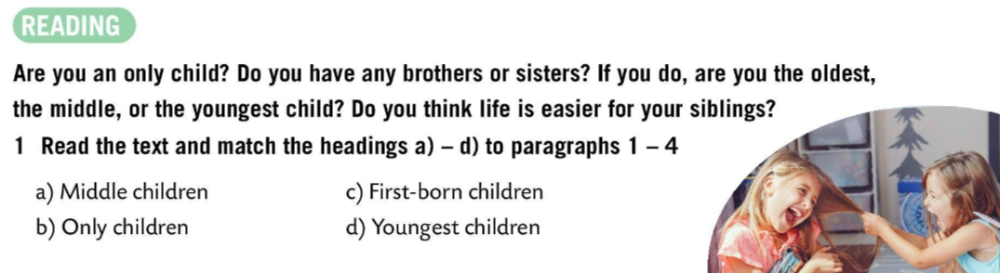 READING
Are you an only child? Do you have any brothers or sisters? If you do, are you the oldest,
the middle, or the youngest child? Do you think life is easier for your siblings?
1 Read the text and match the headings a) – d) to paragraphs 1 – 4
a) Middle children
c) First-born children
b) Only children
d) Youngest children